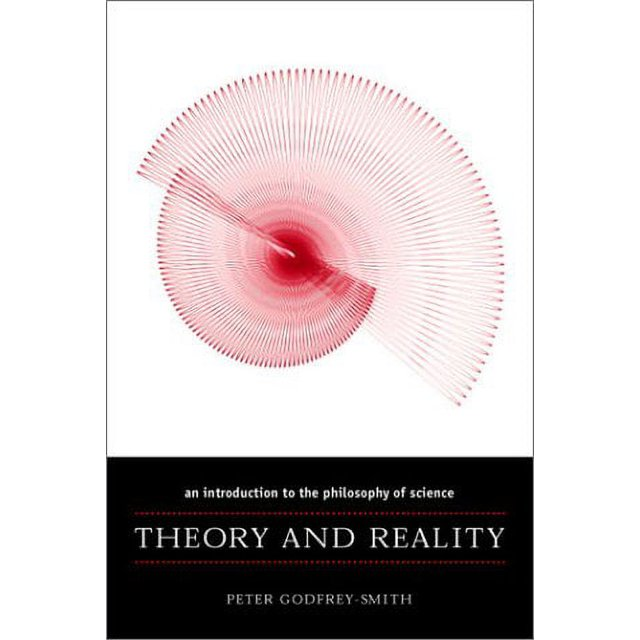 an introduction to the philosophy of science
THEORY AND REALITY
PETER GODFREY-SMITH